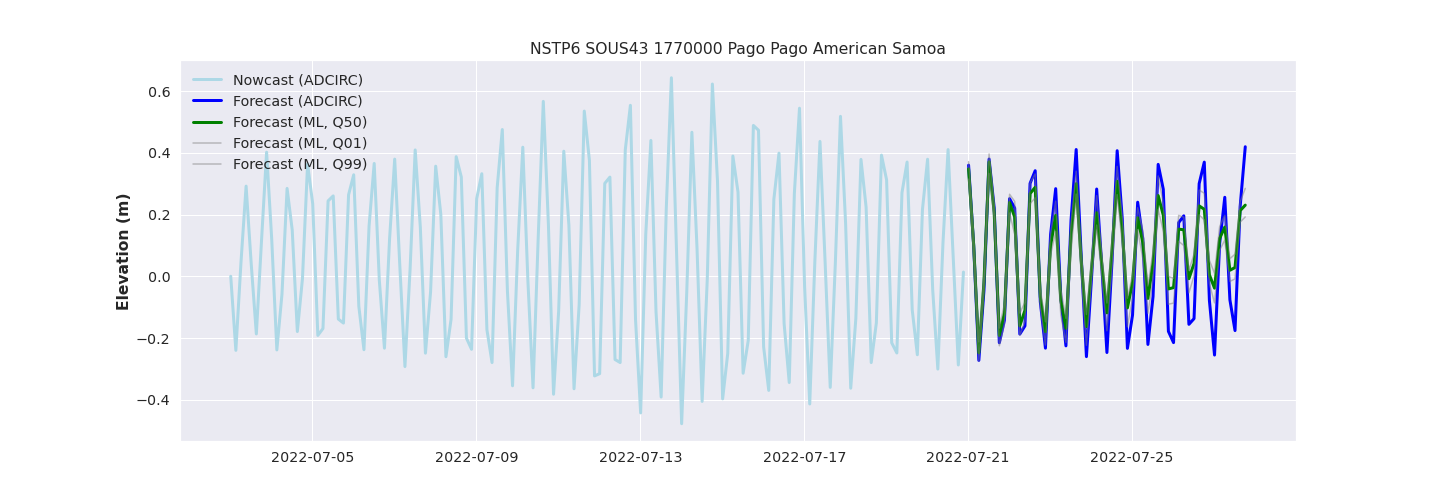 NSTP6 SOUS43 1770000 Pago Pago American Samoa
Nowcast (ADCIRC)
Forecast (ADCIRC)
Forecast (ML, Q50)
Forecast (ML, Q01)
Forecast (ML, Q99)
Elevation (m)
0.6
0.4
0.2
0.0
−0.2
−0.4
2022-07-05 2022-07-09 2022-07-13 2022-07-17 2022-07-21 2022-07-25